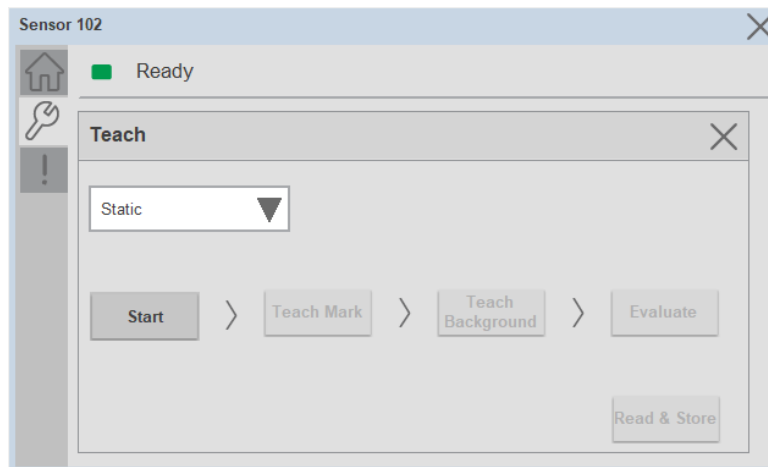 Sensor 102
Ready
Teach
Static
Start
Teach Mark
Teach
Background
Evaluate
Read & Store